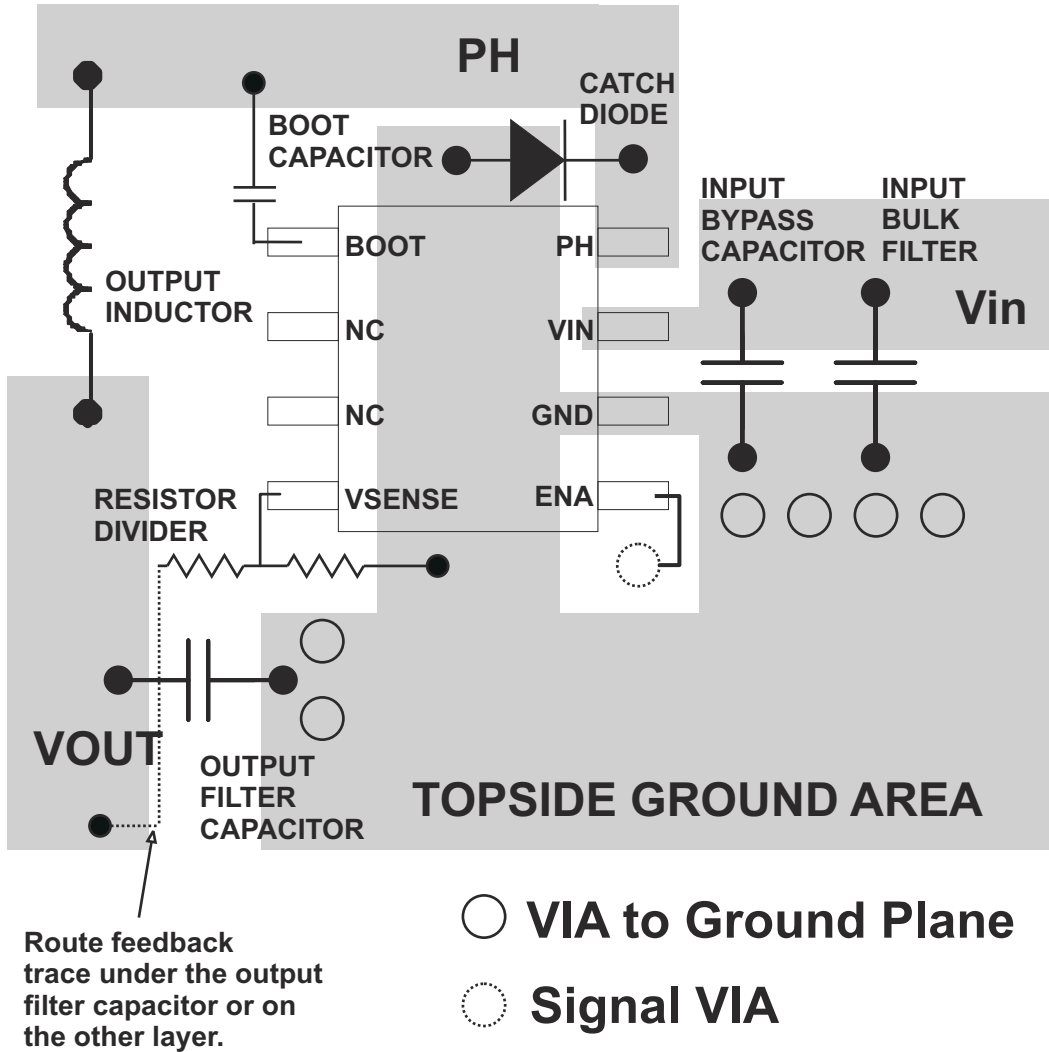 PH
CATCH
DIODE
BOOT
CAPACITOR
INPUT
BYPASS
CAPACITOR
INPUT
BULK
FILTER
BOOT
PH
OUTPUT
INDUCTOR
Vin
NC
VIN
NC
GND
RESISTOR
DIVIDER
VSENSE
ENA
VOUT
OUTPUT
FILTER
CAPACITOR
TOPSIDE GROUND AREA
Route feedback
trace under the output
filter capacitor or on
the other layer.
VIA to Ground Plane
Signal VIA